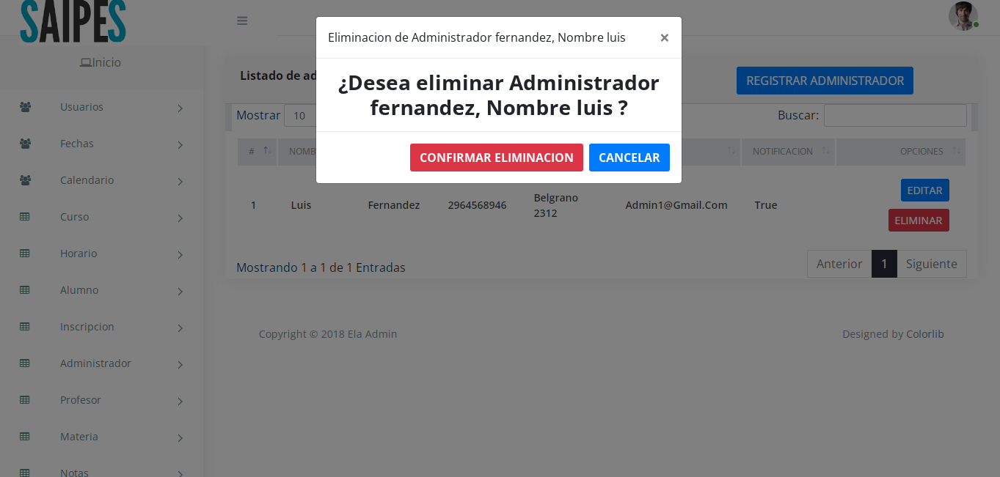 SAIPES
Inicio
Usuarios
Fechas
Calendario
Curso
Horario
Alumno
Inscripcion
Administrador
Profesor
Materia
Notas
Eliminacion de Administrador fernandez, Nombre luis ×
¿Desea eliminar Administrador
fernandez, Nombre luis ?
CONFIRMAR ELIMINACION CANCELAR
Listado de ad
REGISTRAR ADMINISTRADOR
Mostrar 10
Buscar:
# NOMB NOTIFICACION OPCIONES
1 Luis Fernandez 2964568946 Belgrano 2312 Admin1@Gmail.Com True
EDITAR
ELIMINAR
Mostrando 1 a 1 de 1 Entradas
Anterior 1 Siguiente
Copyright © 2018 Ela Admin
Designed by Colorlib